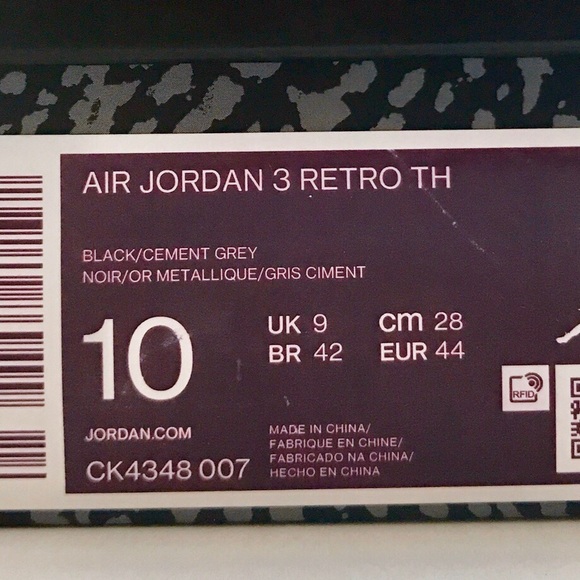 AIR JORDAN 3 RETRO TH
BLACK/CEMENT GREY
NOIR/OR METALLIQUE/GRIS CIMENT
10
UK 9 cm 28
BR 42 EUR 44
RFID
JORDAN.COM
CK4348 007
MADE IN CHINA/
FABRIQUE EN CHINE/
FABRICADO NA CHINA/
HECHO EN CHINA